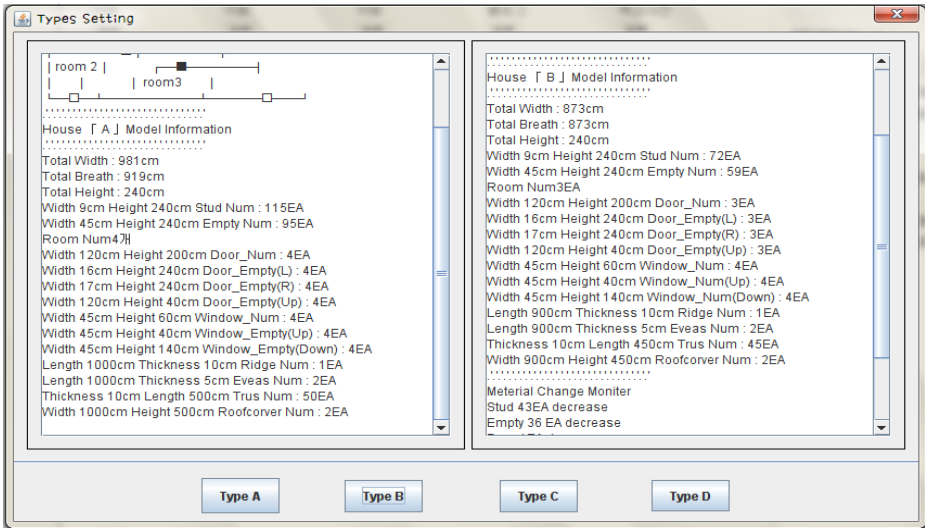 Types Setting
| room 2 |
| | | room3 |
House 「 A 」 Model Information
Total Width : 981cm
Total Breath : 919cm
Total Height : 240cm
Width 9cm Height 240cm Stud Num : 115EA
Width 45cm Height 240cm Empty Num : 95EA
Room Num4개
Width 120cm Height 200cm Door_Num : 4EA
Width 16cm Height 240cm Door_Empty(L) : 4EA
Width 17cm Height 240cm Door_Empty(R) : 4EA
Width 120cm Height 40cm Door_Empty(Up) : 4EA
Width 45cm Height 60cm Window_Num : 4EA
Width 45cm Height 40cm Window_Empty(Up) : 4EA
Width 45cm Height 140cm Window_Empty(Down) : 4EA
Length 1000cm Thickness 10cm Ridge Num : 1EA
Length 1000cm Thickness 5cm Eveas Num : 2EA
Thickness 10cm Length 500cm Trus Num : 50EA
Width 1000cm Height 500cm Roofcorver Num : 2EA
House 「 B 」 Model Information
Total Width : 873cm
Total Breath : 873cm
Total Height : 240cm
Width 9cm Height 240cm Stud Num : 72EA
Width 45cm Height 240cm Empty Num : 59EA
Room Num3EA
Width 120cm Height 200cm Door_Num : 3EA
Width 16cm Height 240cm Door_Empty(L) : 3EA
Width 17cm Height 240cm Door_Empty(R) : 3EA
Width 120cm Height 40cm Door_Empty(Up) : 3EA
Width 45cm Height 60cm Window_Num : 4EA
Width 45cm Height 40cm Window_Num(Up) : 4EA
Width 45cm Height 140cm Window_Num(Down) : 4EA
Length 900cm Thickness 10cm Ridge Num : 1EA
Length 900cm Thickness 5cm Eveas Num : 2EA
Thickness 10cm Length 450cm Trus Num : 45EA
Width 900cm Height 450cm Roofcorver Num : 2EA
Meterial Change Moniter
Stud 43EA decrease
Empty 36 EA decrease
Type A
Type B
Type C
Type D